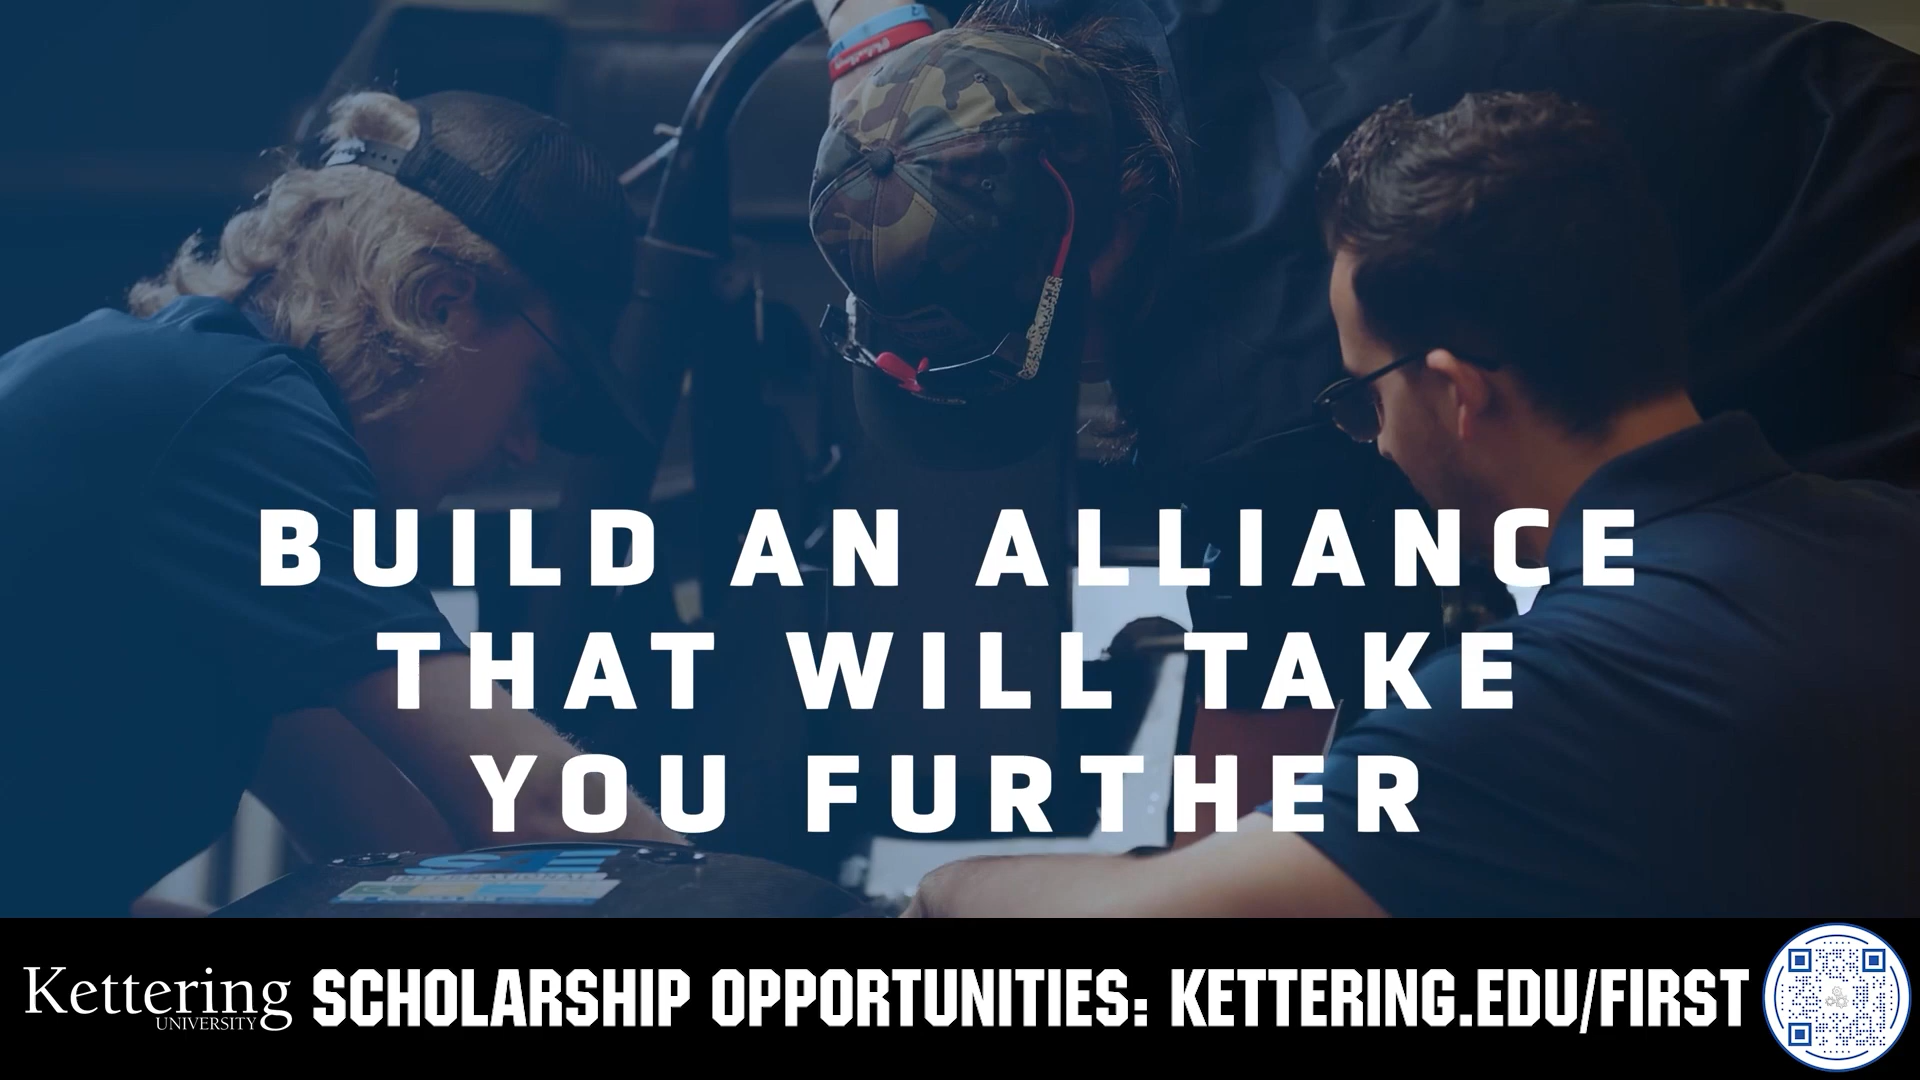 BUILD AN ALLIANCE
THAT WILL TAKE
YOU FURTHER
Kettering
UNIVERSITY
SCHOLARSHIP OPPORTUNITIES: KETTERING.EDU/FIRST